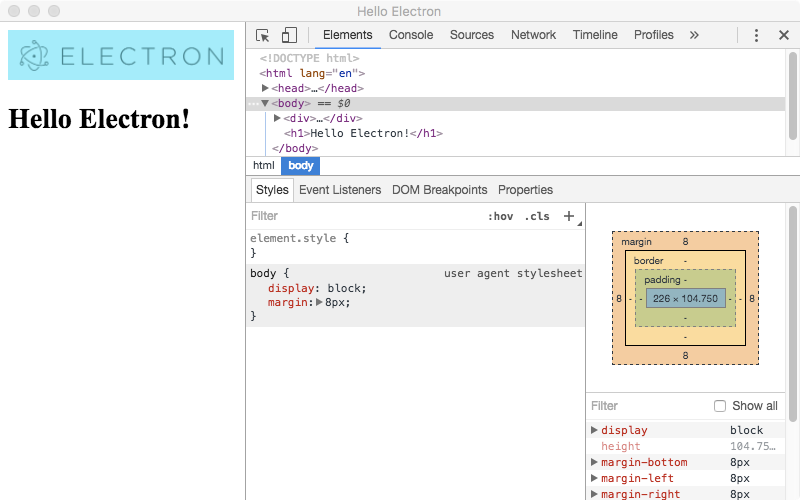 Hello Electron
ELECTRON
Hello Electron!
Elements Console Sources Network Timeline Profiles »
<!DOCTYPE html>
<html lang="en">
▶<head>…</head>
…▼<body> == $0
▶<div>…</div>
<h1>Hello Electron!</h1>
</body>
html body
Styles Event Listeners DOM Breakpoints Properties
Filter :hov .cls +
element.style {
}
body { user agent stylesheet
display: block;
margin:▶8px;
}
margin 8
border -
padding -
8 - - 226 × 104.750 - - 8
-
-
8
Filter Show all
▶display block
height 104.75…
▶margin-bottom 8px
▶margin-left 8px
▶margin-right 8px